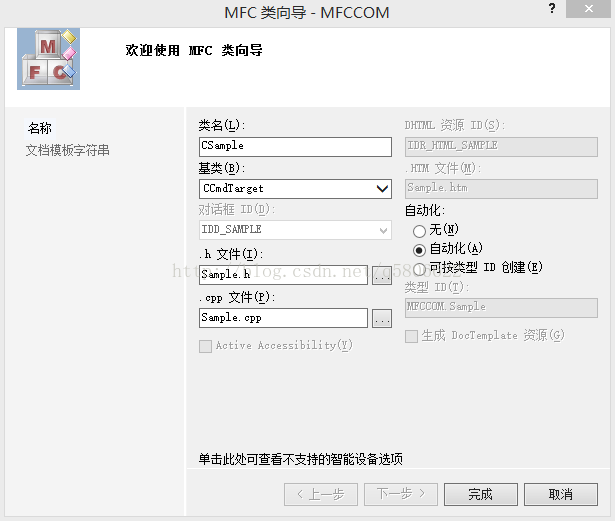 MFC 类向导 - MFCCOM
?
×
M
F C
欢迎使用 MFC 类向导
名称
文档模板字符串
类名(L):
CSample
基类(B):
CCmdTarget
对话框 ID(D):
IDD_SAMPLE
.h 文件(I):
Sample.h
...
.cpp 文件(P):
Sample.cpp
...
Active Accessibility(Y)
DHTML 资源 ID(S):
IDR_HTML_SAMPLE
.HTM 文件(M):
Sample.htm
自动化:
无(N)
自动化(A)
可按类型 ID 创建(E)
类型 ID(T):
MFCCOM.Sample
生成 DocTemplate 资源(G)
单击此处可查看不支持的智能设备选项
< 上一步
下一步 >
完成
取消